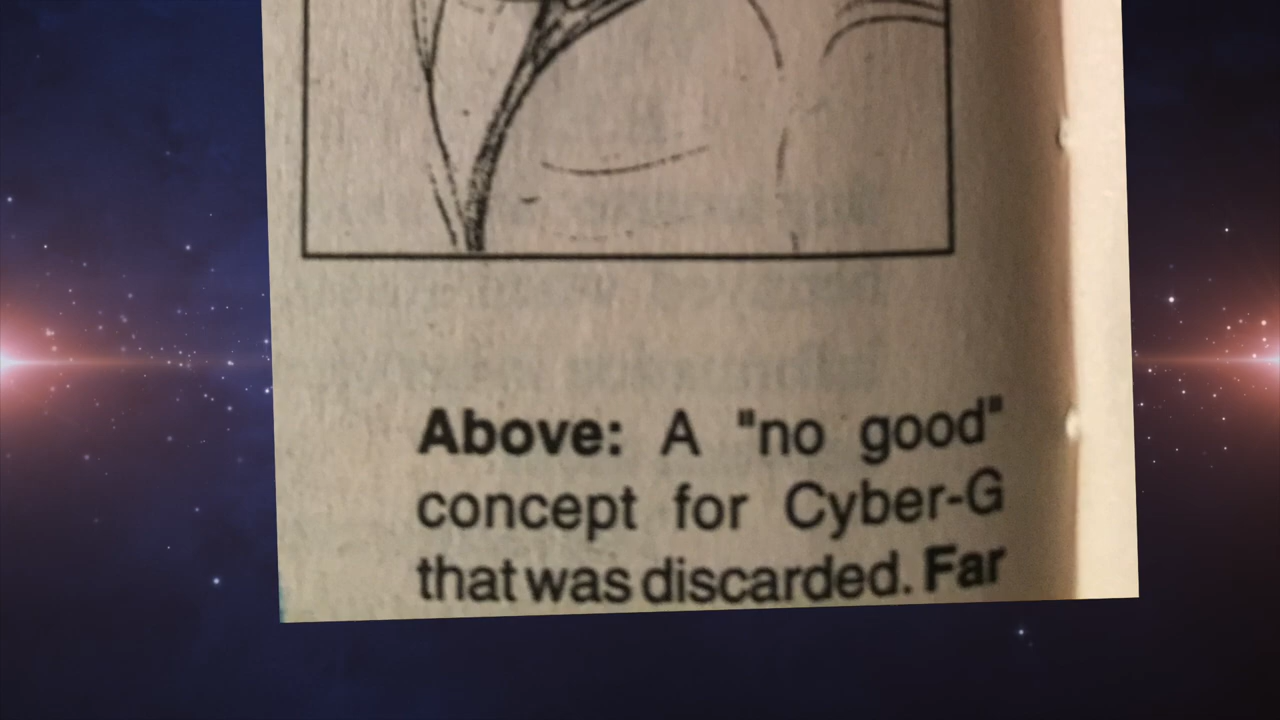 Above: A "no good"
concept for Cyber-G
that was discarded. Far